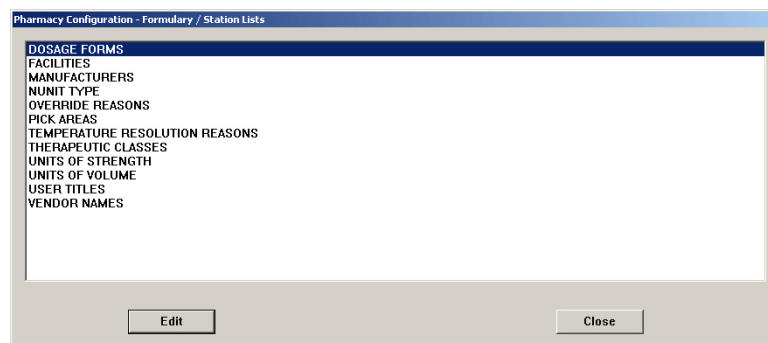 Pharmacy Configuration - Formulary / Station Lists
DOSAGE FORMS
FACILITIES
MANUFACTURERS
NUNIT TYPE
OVERRIDE REASONS
PICK AREAS
TEMPERATURE RESOLUTION REASONS
THERAPEUTIC CLASSES
UNITS OF STRENGTH
UNITS OF VOLUME
USER TITLES
VENDOR NAMES
Edit
Close